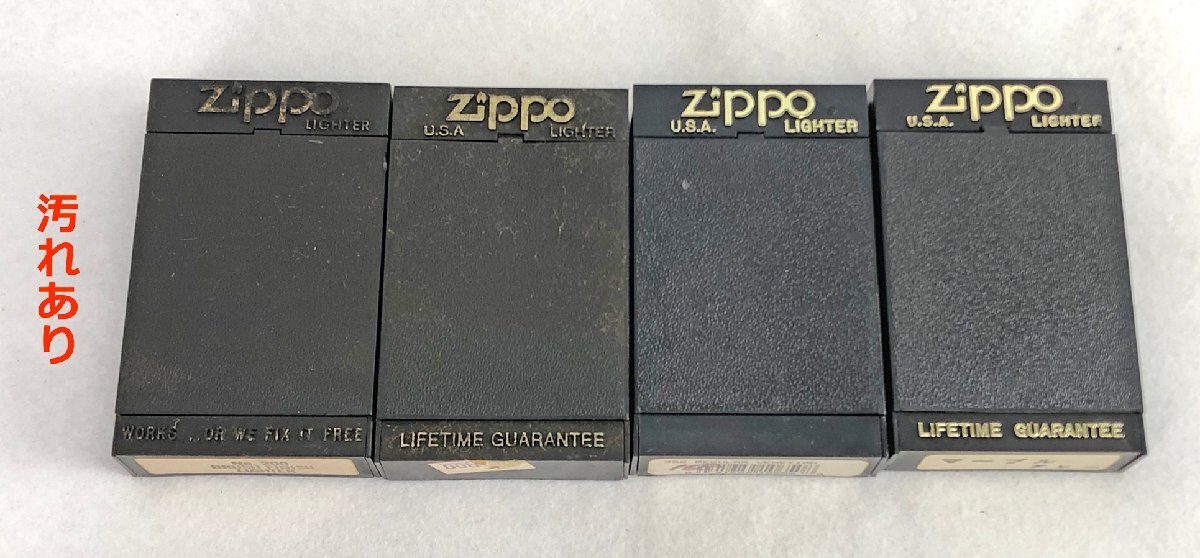 汚れあり
Zippo
LIGHTER
WORKS...OR WE FIX IT FREE
Zippo
U.S.A LIGHTER
LIFETIME GUARANTEE
Zippo
U.S.A. LIGHTER
Zippo
U.S.A. LIGHTER
LIFETIME GUARANTEE